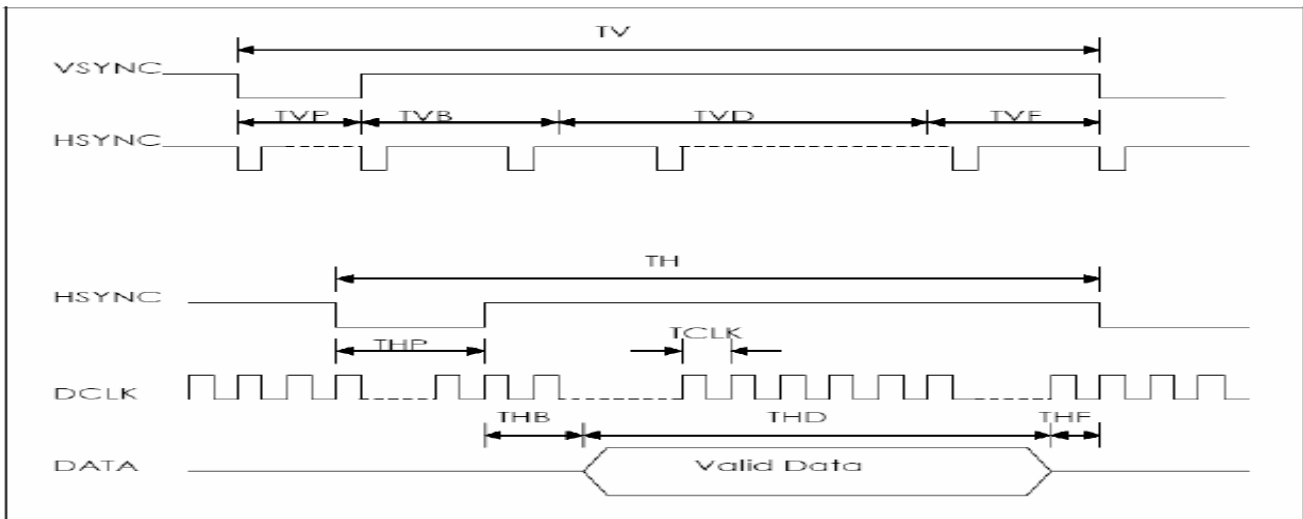 TV
VSYNC
TVP TVB TVD TVF
HSYNC
TH
HSYNC
TCLK
THP
DCLK
THB THD THF
DATA Valid Data